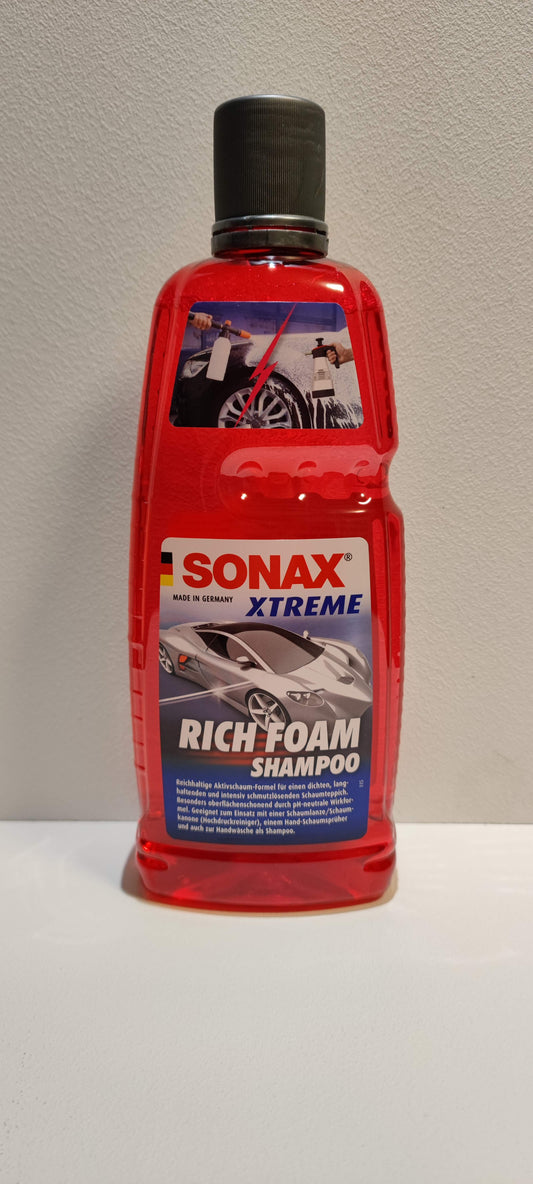 SONAX®
MADE IN GERMANY
XTREME
RICH FOAM
SHAMPOO
Reichhaltige Aktivschaum-Formel für einen dichten, lang-
haftenden und intensiv schmutzlösenden Schaumteppich.
Besonders oberflächenschonend durch pH-neutrale Wirkfor-
mel. Geeignet zum Einsatz mit einer Schaumlanze/Schaum-
kanone (Hochdruckreiniger), einem Hand-Schaumsprüher
und auch zur Handwäsche als Shampoo.